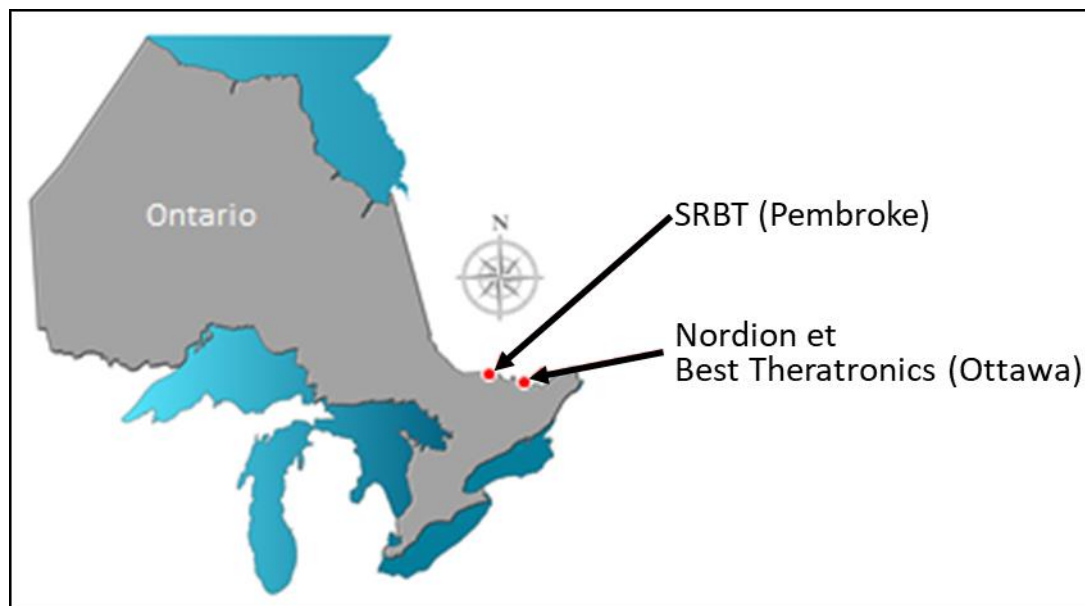 Ontario
N
SRBT (Pembroke)
Nordion et
Best Theratronics (Ottawa)